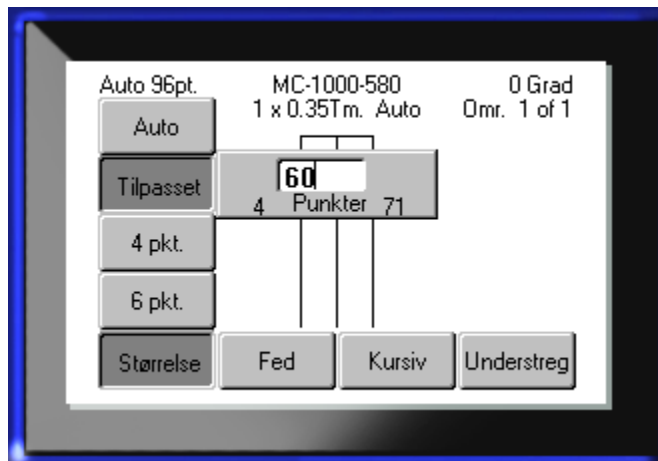 Auto 96pt. MC-1000-580 0 Grad
1 x 0.35Tm. Auto Omr. 1 of 1
Auto
Tilpasset
60
4 Punkter 71
4 pkt.
6 pkt.
Størrelse Fed Kursiv Understreg